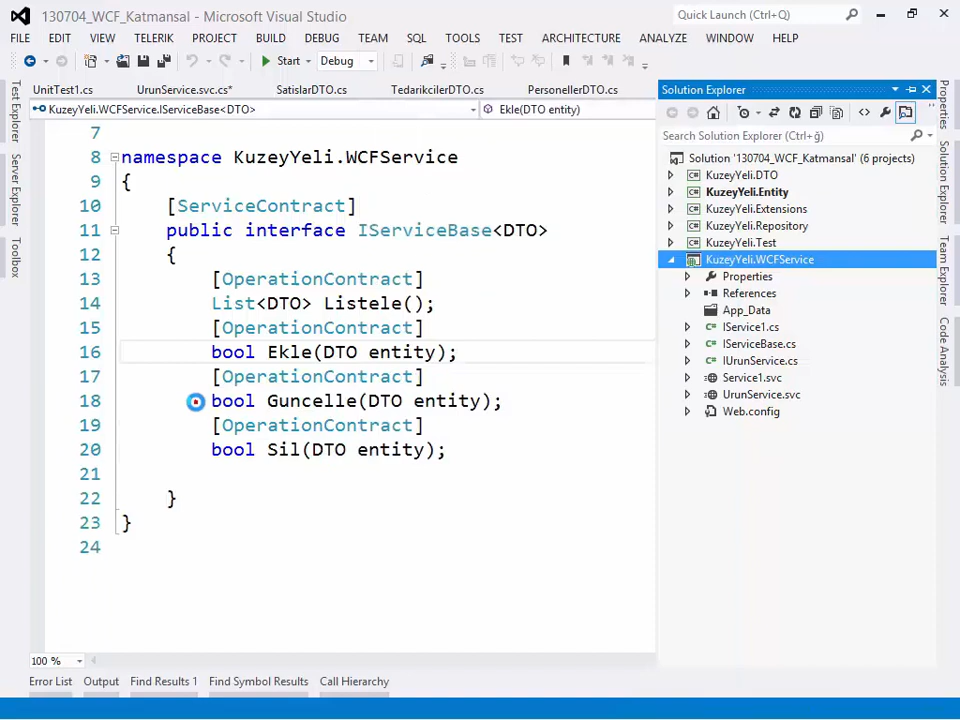 130704_WCF_Katmansal - Microsoft Visual Studio
Quick Launch (Ctrl+Q)
FILE EDIT VIEW TELERIK PROJECT BUILD DEBUG TEAM SQL TOOLS TEST ARCHITECTURE ANALYZE WINDOW HELP
Start Debug
UnitTest1.cs UrunService.svc.cs* SatislarDTO.cs TedarikcilerDTO.cs PersonellerDTO.cs
KuzeyYeli.WCFService.IServiceBase<DTO> Ekle(DTO entity)
7
8 namespace KuzeyYeli.WCFService
9 {
10 [ServiceContract]
11 public interface IServiceBase<DTO>
12 {
13 [OperationContract]
14 List<DTO> Listele();
15 [OperationContract]
16 bool Ekle(DTO entity);
17 [OperationContract]
18 bool Guncelle(DTO entity);
19 [OperationContract]
20 bool Sil(DTO entity);
21
22 }
23 }
24
100 %
Error List Output Find Results 1 Find Symbol Results Call Hierarchy
Test Explorer
Server Explorer
Toolbox
Solution Explorer
Search Solution Explorer (Ctrl+ğ)
Solution '130704_WCF_Katmansal' (6 projects)
KuzeyYeli.DTO
KuzeyYeli.Entity
KuzeyYeli.Extensions
KuzeyYeli.Repository
KuzeyYeli.Test
KuzeyYeli.WCFService
Properties
References
App_Data
IService1.cs
IServiceBase.cs
IUrunService.cs
Service1.svc
UrunService.svc
Web.config
Properties
Solution Explorer
Team Explorer
Code Analysis